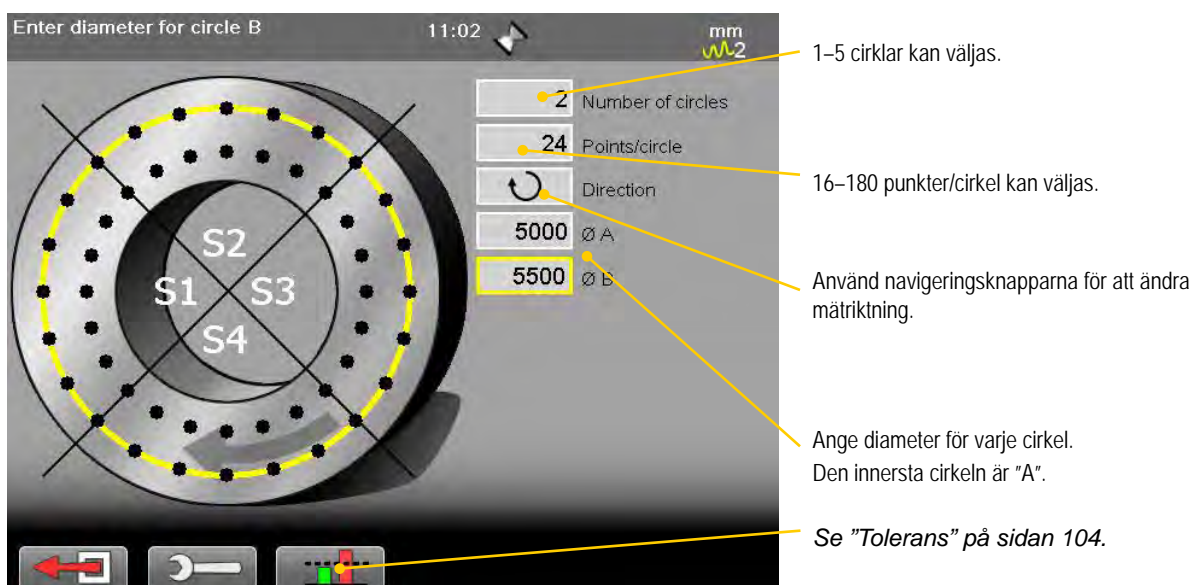 Enter diameter for circle B
11:02
mm
2
2 Number of circles
24 Points/circle
Direction
5000 Ø A
5500 Ø B
S2
S1 S3
S4
1–5 cirklar kan väljas.
16–180 punkter/cirkel kan väljas.
Använd navigeringsknapparna för att ändra
mätriktning.
Ange diameter för varje cirkel.
Den innersta cirkeln är "A".
Se ”Tolerans” på sidan 104.